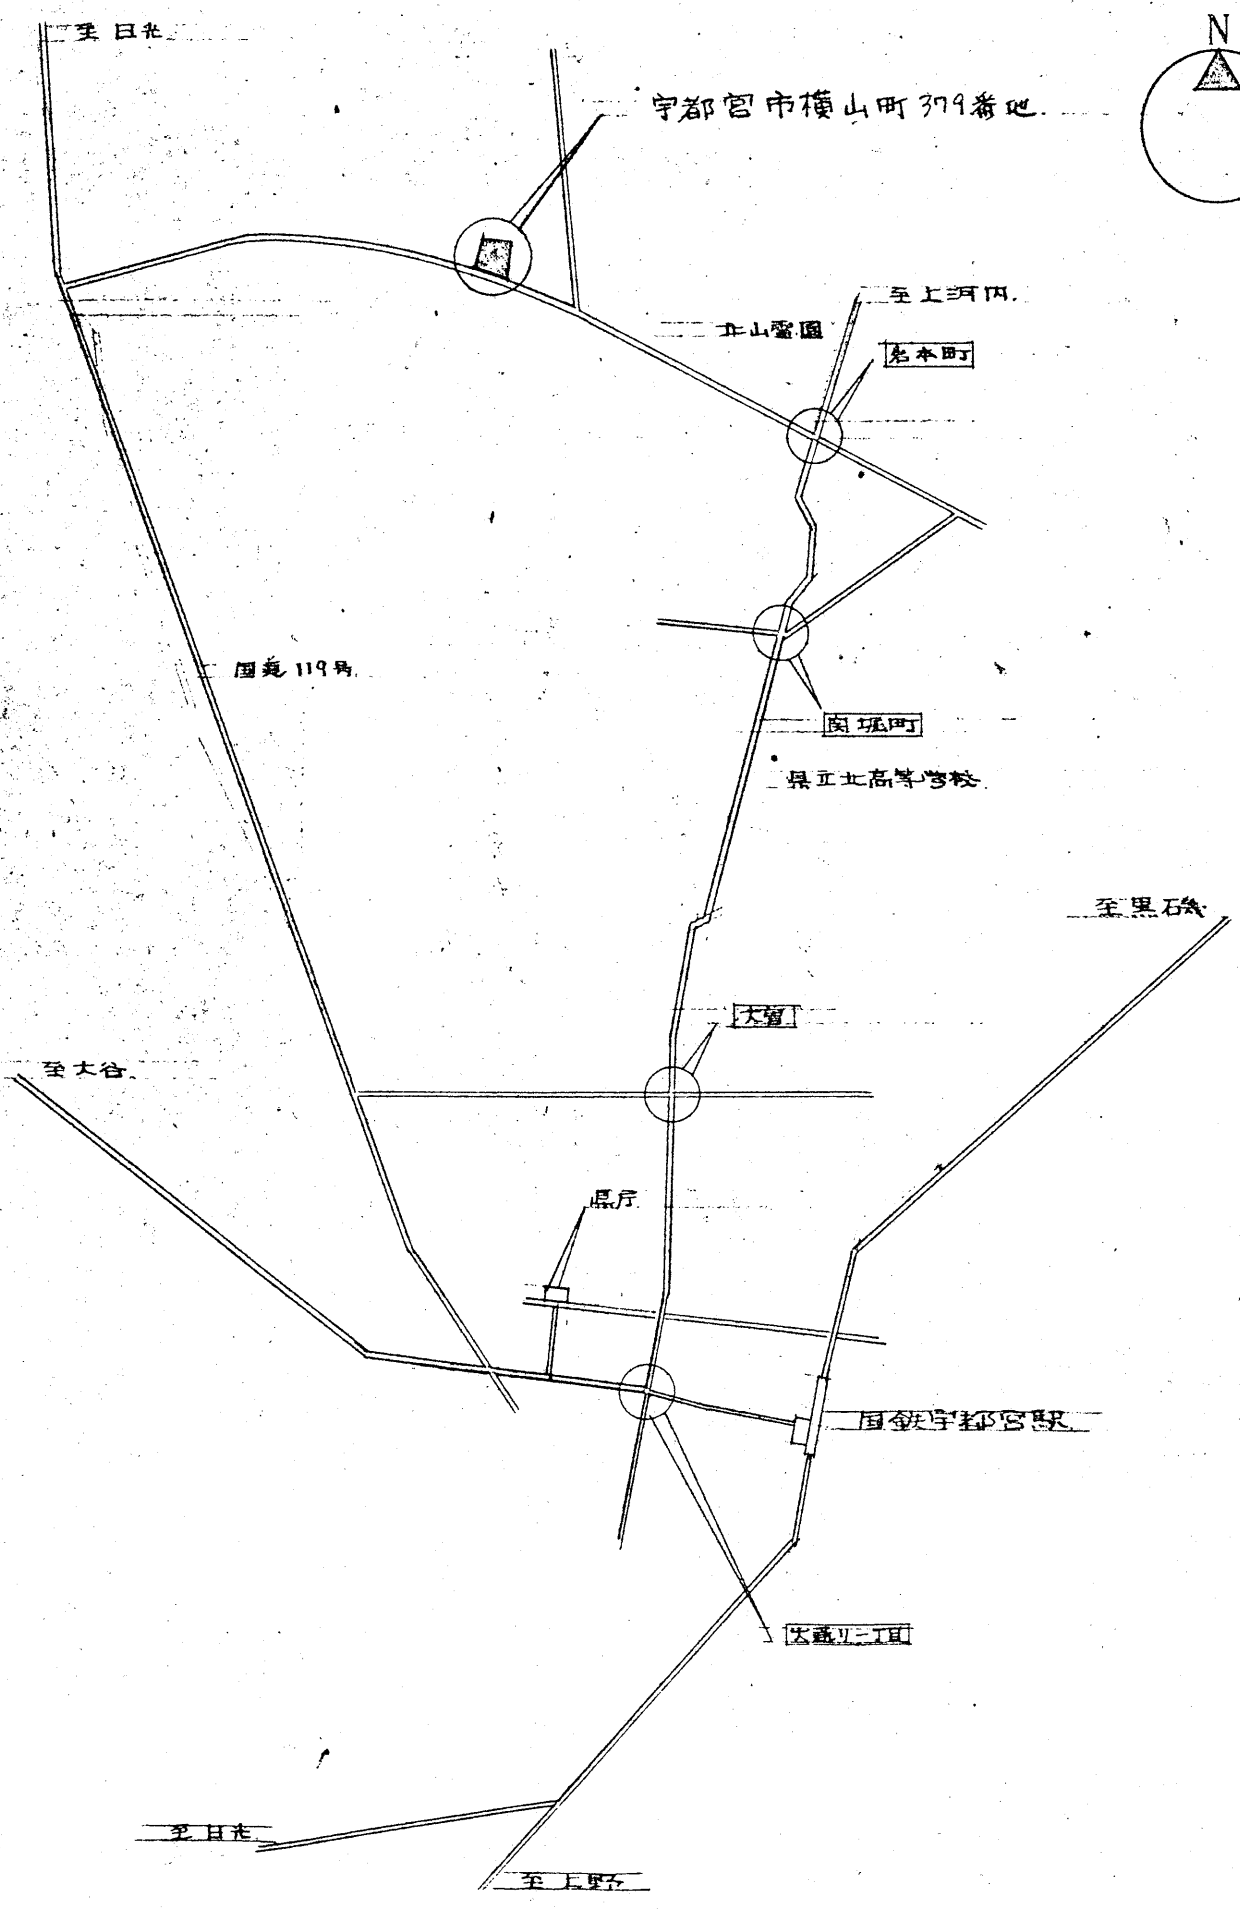 至 日光
N
宇都宮市横山町379番地.
至上河内.
北山霊園
岩本町
国道119号.
関堀町
県立北高等学校.
至黒磯
大曽
至大谷.
県庁
国鉄宇都宮駅
大通り二丁目
至日光.
至上野